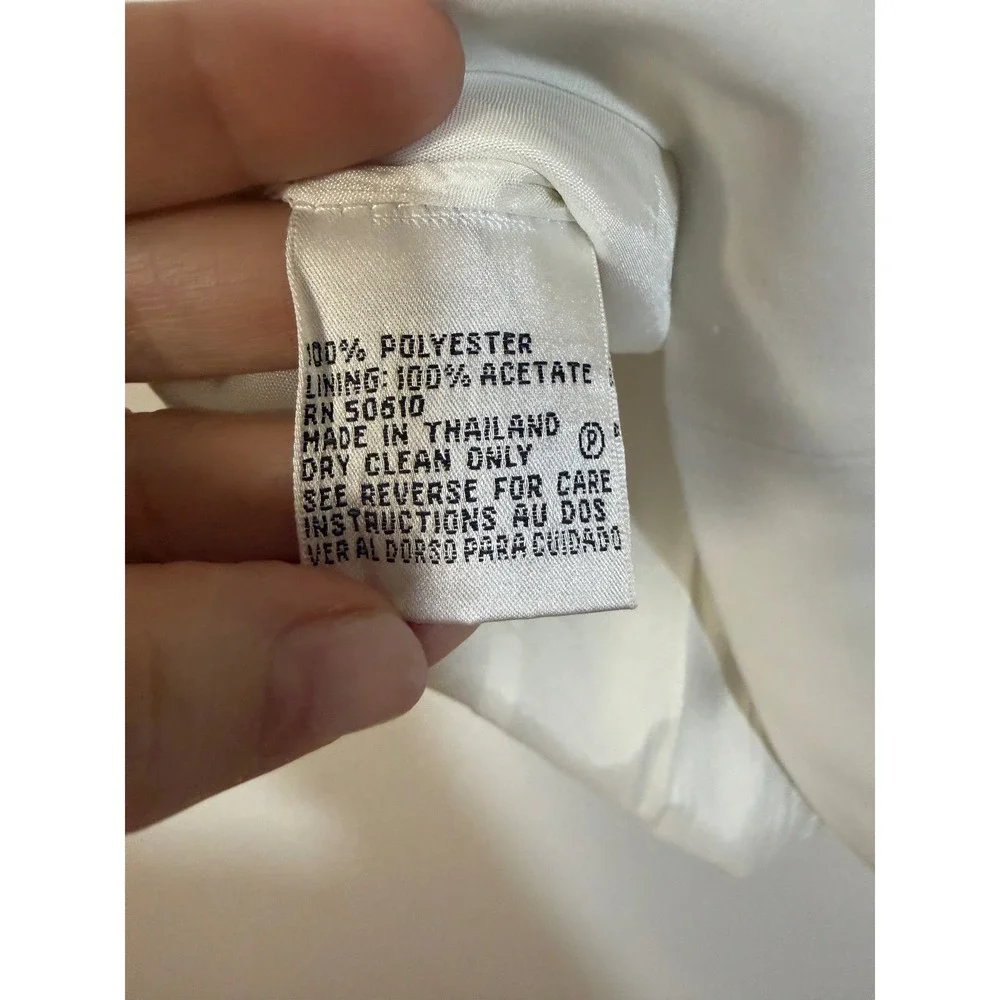 100% POLYESTER
LINING: 100% ACETATE
RN 50610
MADE IN THAILAND
DRY CLEAN ONLY Ⓟ
SEE REVERSE FOR CARE
INSTRUCTIONS AU DOS
VER AL DORSO PARA CUIDADO